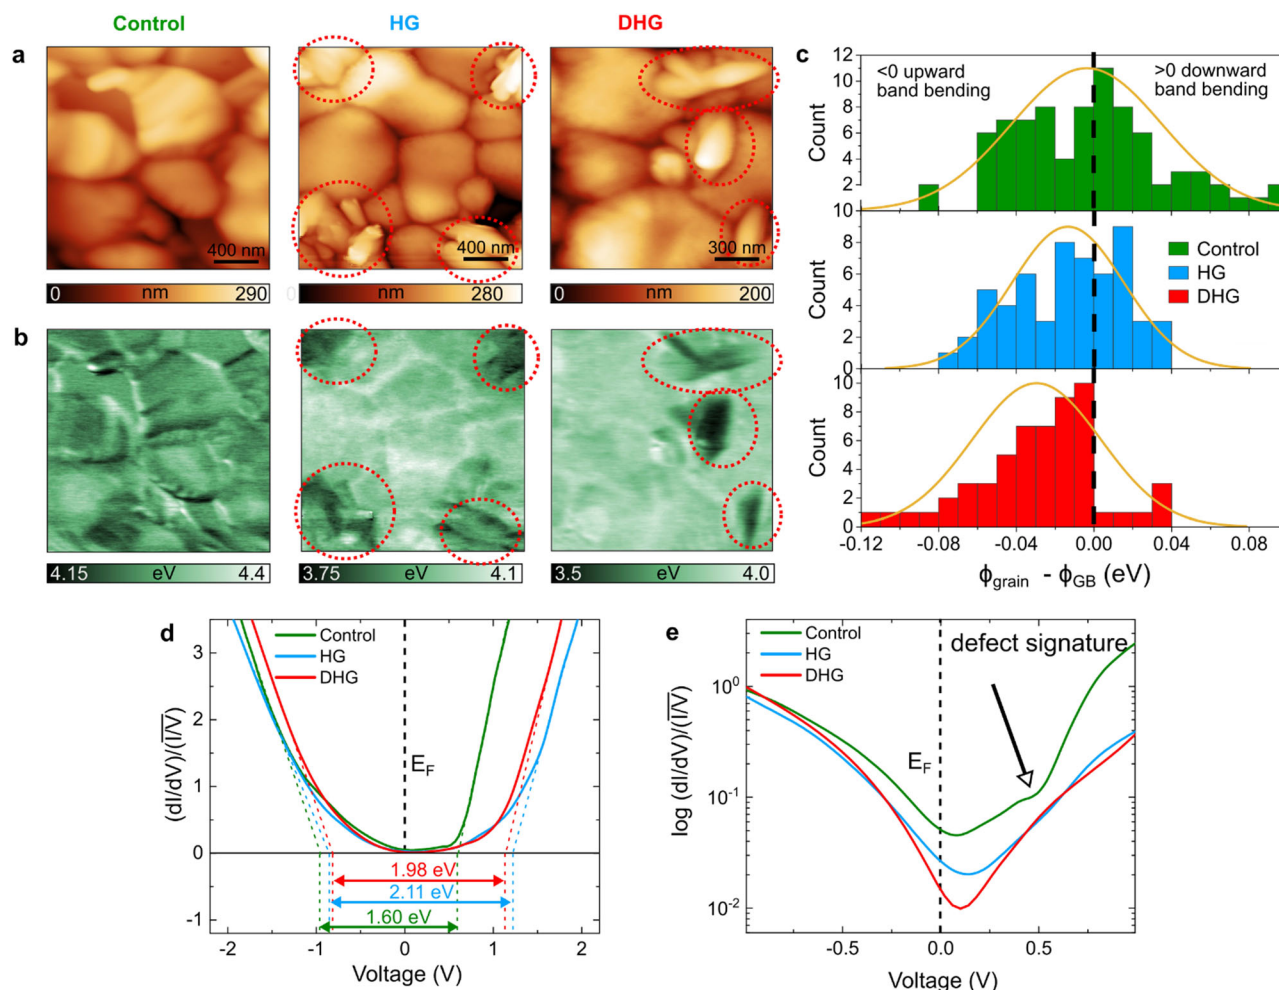 Control
HG
DHG
a
400 nm
400 nm
300 nm
0 nm 290
0 nm 280
0 nm 200
b
4.15 eV 4.4
3.75 eV 4.1
3.5 eV 4.0
c
<0 upward
band bending
>0 downward
band bending
Count
12
10
8
6
4
2
Count
10
8
6
4
2
0
Control
HG
DHG
Count
10
8
6
4
2
0
-0.12 -0.08 -0.04 0.00 0.04 0.08
ϕgrain - ϕGB (eV)
d
Control
HG
DHG
EF
(dI/dV)/(I/V)
3
2
1
0
-1
1.98 eV
2.11 eV
1.60 eV
-2 -1 0 1 2
Voltage (V)
e
Control
HG
DHG
defect signature
EF
log (dI/dV)/(I/V)
10⁰
10⁻¹
10⁻²
-0.5 0.0 0.5
Voltage (V)